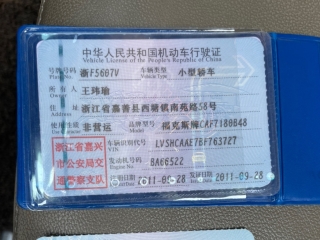 中华人民共和国机动车行驶证
Vehicle License of the People's Republic of China
号牌号码 浙F5607V 车辆类型 小型轿车
所有人 王玮瑜
住址 浙江省嘉善县西塘镇南苑路58号
使用性质 非营运 品牌型号 福克斯牌CAF7180B48
浙江省嘉兴市公安局交通警察支队
车辆识别代号 LVSHCAAE7BF763727
发动机号码 BA66522
注册日期 2011-09-28 发证日期 2011-09-28